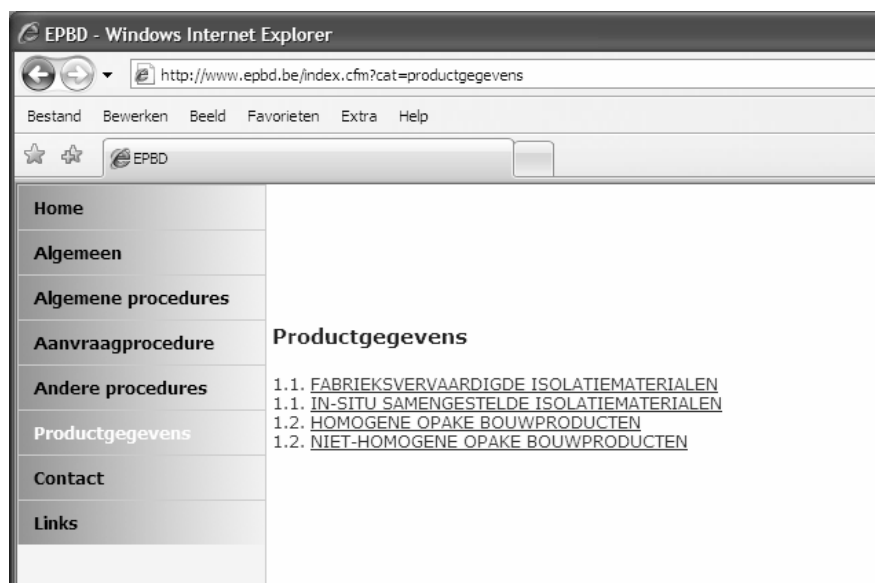 EPBD - Windows Internet Explorer
http://www.epbd.be/index.cfm?cat=productgegevens
Bestand Bewerken Beeld Favorieten Extra Help
EPBD
Home
Algemeen
Algemene procedures
Aanvraagprocedure
Andere procedures
Productgegevens
Contact
Links
Productgegevens
1.1. FABRIEKSVERVAARDIGDE ISOLATIEMATERIALEN
1.1. IN-SITU SAMENGESTELDE ISOLATIEMATERIALEN
1.2. HOMOGENE OPAKE BOUWPRODUCTEN
1.2. NIET-HOMOGENE OPAKE BOUWPRODUCTEN